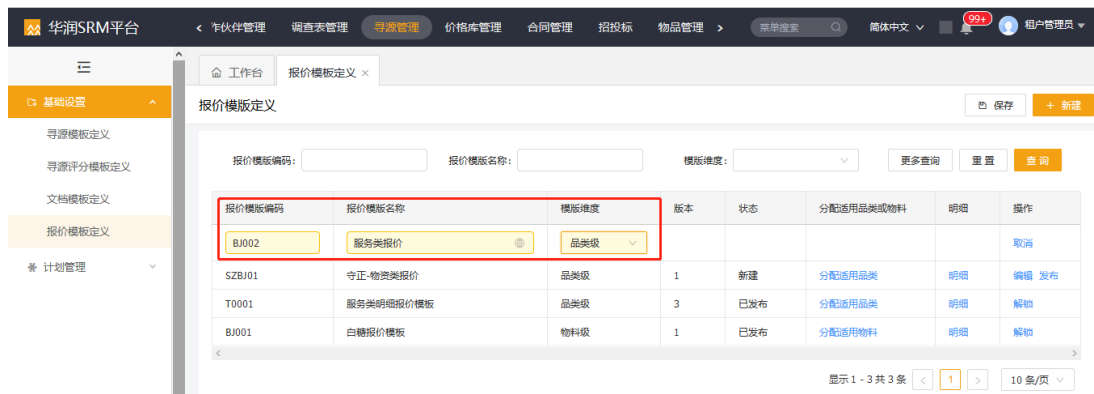 华润SRM平台
作伙伴管理 调查表管理 寻源管理 价格库管理 合同管理 招投标 物品管理 菜单搜索 简体中文 99+ 租户管理员
工作台 报价模板定义
基础设置
寻源模板定义
寻源评分模板定义
文档模板定义
报价模板定义
计划管理
报价模版定义 保存 + 新建
报价模版编码: 报价模版名称: 模版维度: 更多查询 重置 查询
报价模版编码 报价模版名称 模版维度 版本 状态 分配适用品类或物料 明细 操作
BJ002 服务类报价 品类级 取消
SZBJ01 守正-物资类报价 品类级 1 新建 分配适用品类 明细 编辑 发布
T0001 服务类明细报价模板 品类级 3 已发布 分配适用品类 明细 解锁
BJ001 白糖报价模板 物料级 1 已发布 分配适用物料 明细 解锁
显示 1 - 3 共 3 条 < 1 > 10 条/页